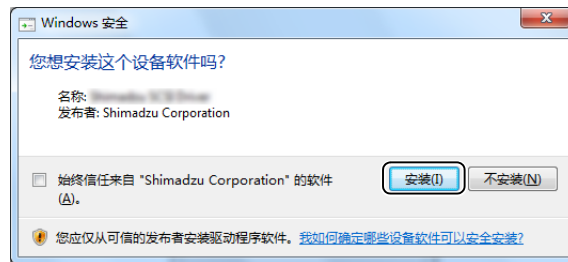 Windows 安全
您想安装这个设备软件吗?
名称:
发布者: Shimadzu Corporation
始终信任来自 "Shimadzu Corporation" 的软件
(A)。
安装(I)
不安装(N)
您应仅从可信的发布者安装驱动程序软件。我如何确定哪些设备软件可以安全安装?